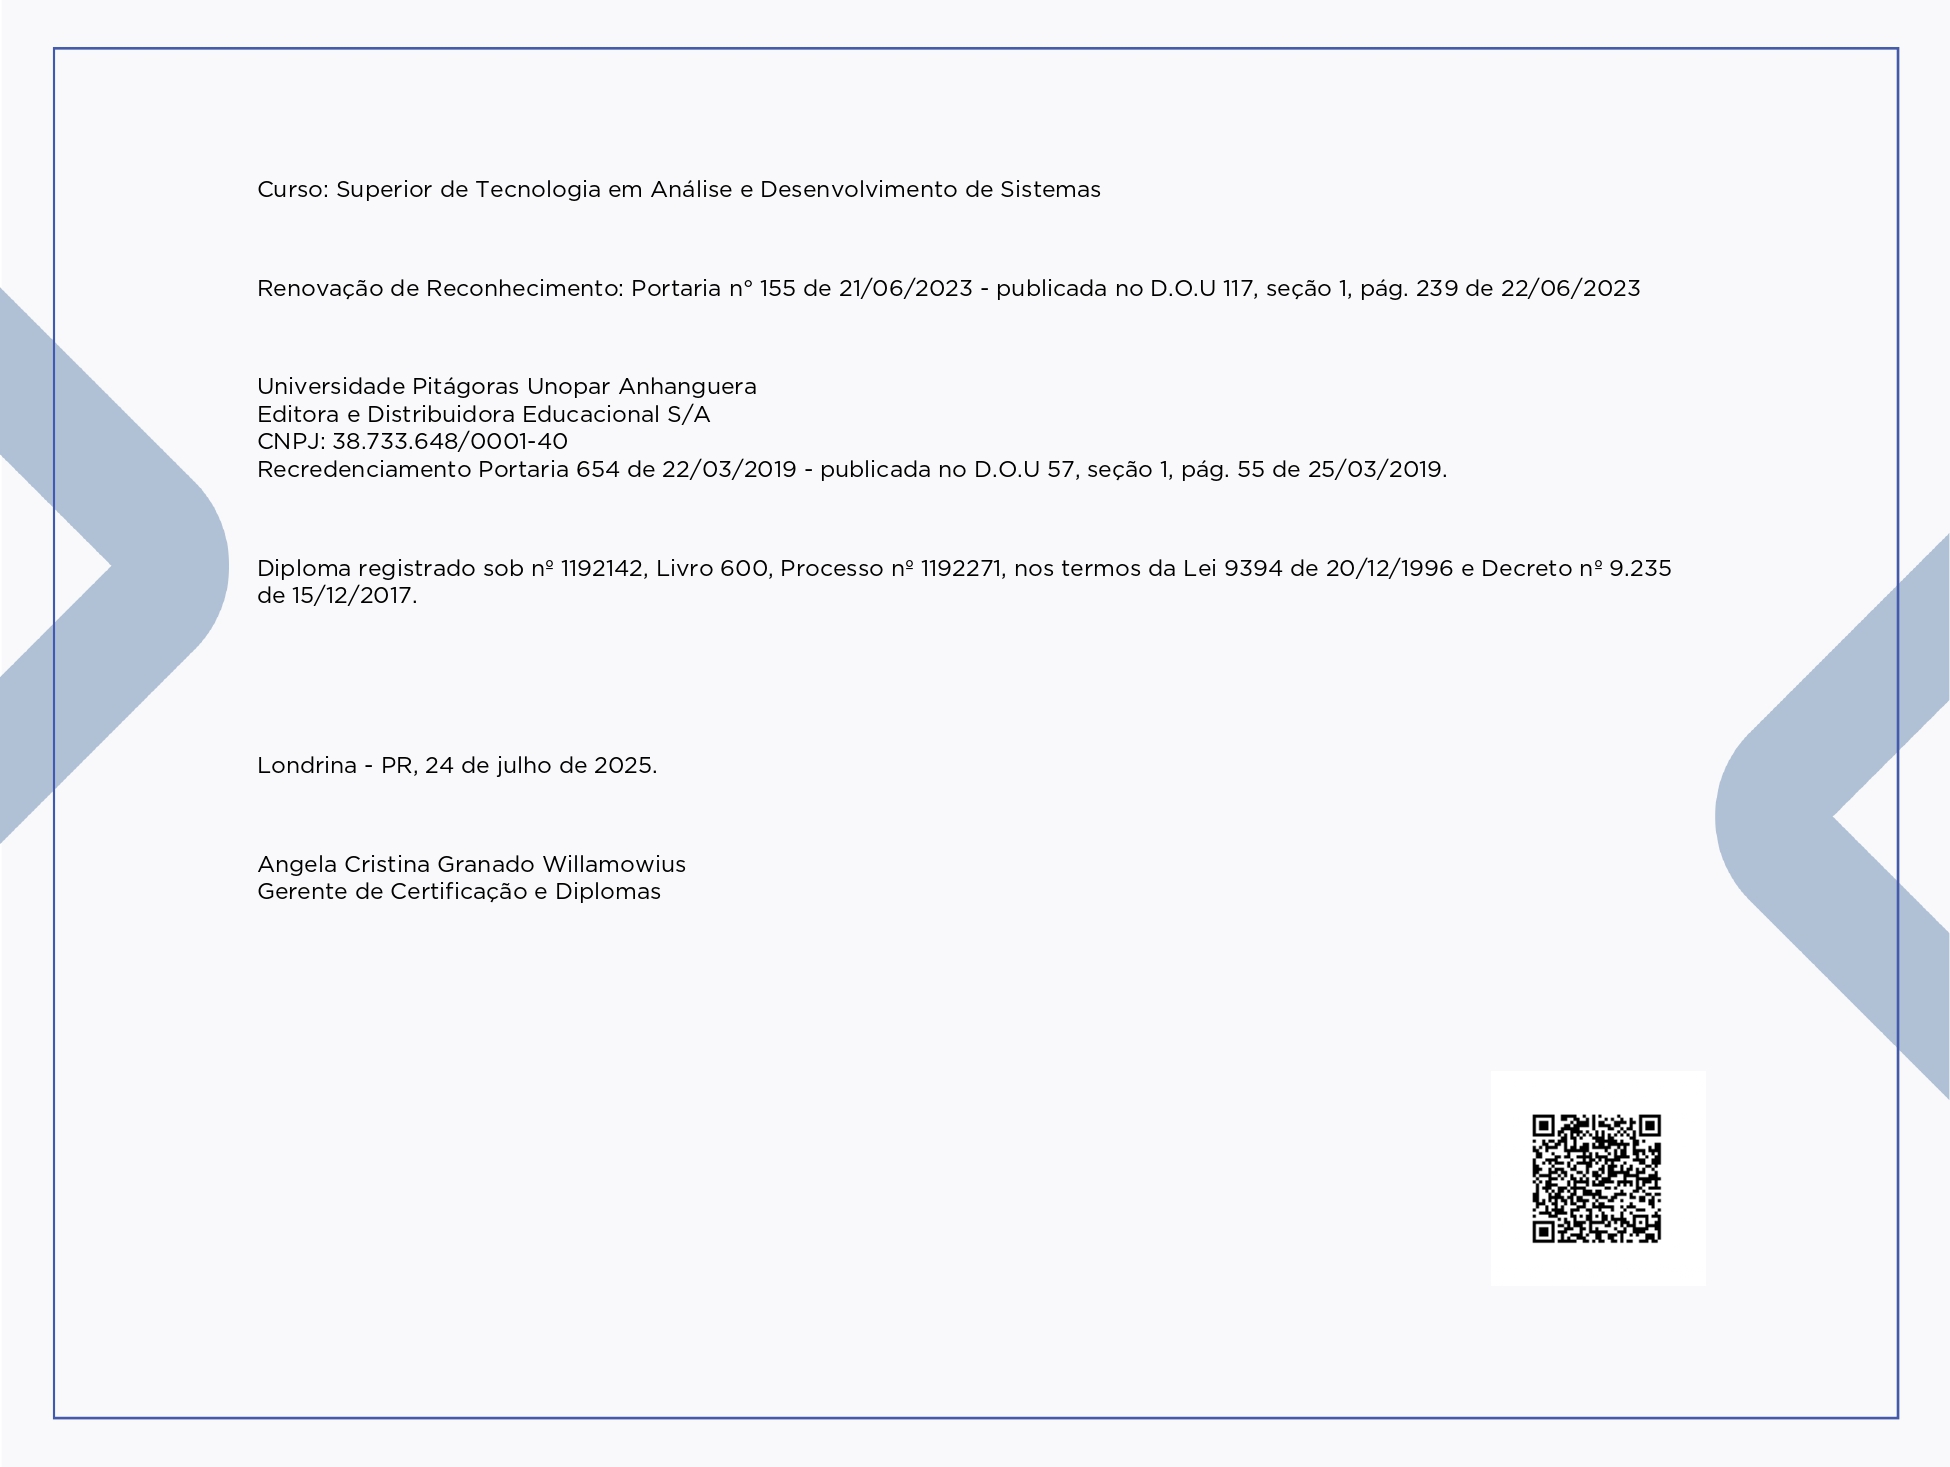 Curso: Superior de Tecnologia em Análise e Desenvolvimento de Sistemas
Renovação de Reconhecimento: Portaria n° 155 de 21/06/2023 - publicada no D.O.U 117, seção 1, pág. 239 de 22/06/2023
Universidade Pitágoras Unopar Anhanguera
Editora e Distribuidora Educacional S/A
CNPJ: 38.733.648/0001-40
Recredenciamento Portaria 654 de 22/03/2019 - publicada no D.O.U 57, seção 1, pág. 55 de 25/03/2019.
Diploma registrado sob nº 1192142, Livro 600, Processo nº 1192271, nos termos da Lei 9394 de 20/12/1996 e Decreto nº 9.235
de 15/12/2017.
Londrina - PR, 24 de julho de 2025.
Angela Cristina Granado Willamowius
Gerente de Certificação e Diplomas